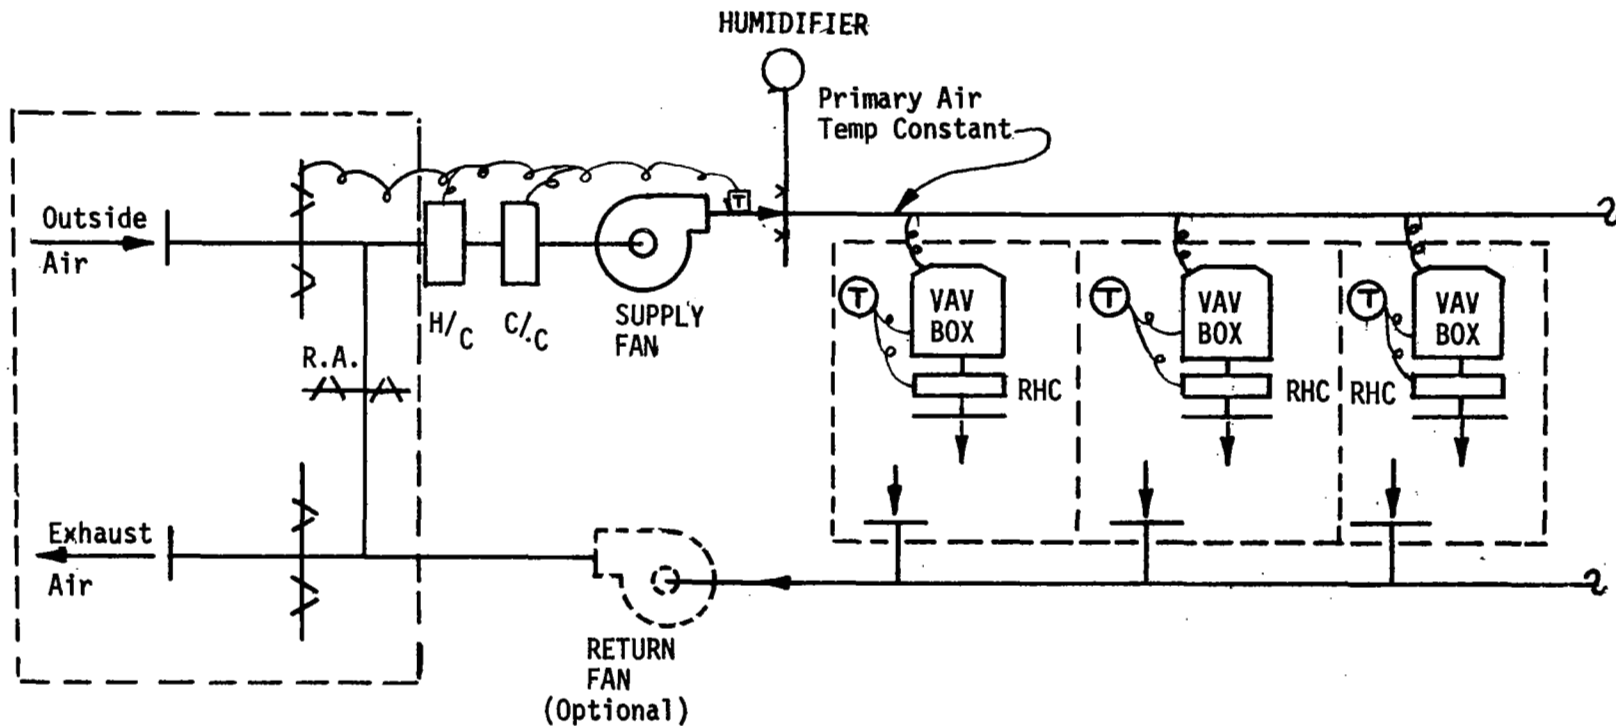 HUMIDIFIER
Primary Air
Temp Constant
Outside
Air
T
H/C
C/.C
SUPPLY
FAN
R.A.
T
VAV
BOX
RHC
T
VAV
BOX
RHC
T
VAV
BOX
RHC
Exhaust
Air
RETURN
FAN
(Optional)